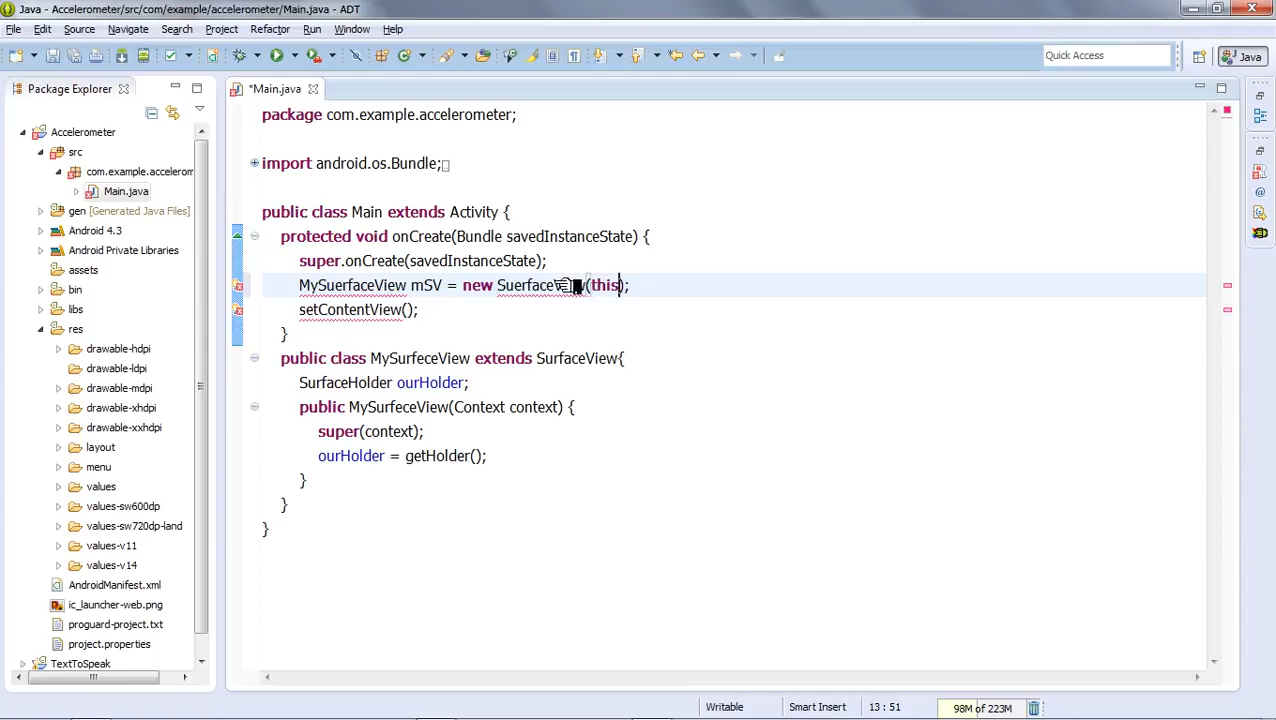 Java - Accelerometer/src/com/example/accelerometer/Main.java - ADT
File Edit Source Navigate Search Project Refactor Run Window Help
Quick Access
Java
Package Explorer
*Main.java
Accelerometer
src
com.example.accelerom
Main.java
gen [Generated Java Files]
Android 4.3
Android Private Libraries
assets
bin
libs
res
drawable-hdpi
drawable-ldpi
drawable-mdpi
drawable-xhdpi
drawable-xxhdpi
layout
menu
values
values-sw600dp
values-sw720dp-land
values-v11
values-v14
AndroidManifest.xml
ic_launcher-web.png
proguard-project.txt
project.properties
TextToSpeak
package com.example.accelerometer;
import android.os.Bundle;
public class Main extends Activity {
protected void onCreate(Bundle savedInstanceState) {
super.onCreate(savedInstanceState);
MySuerfaceView mSV = new (this);
setContentView();
}
public class MySurfeceView extends SurfaceView{
SurfaceHolder ourHolder;
public MySurfeceView(Context context) {
super(context);
ourHolder = getHolder();
}
}
}
Writable
Smart Insert
13 : 51
98M of 223M